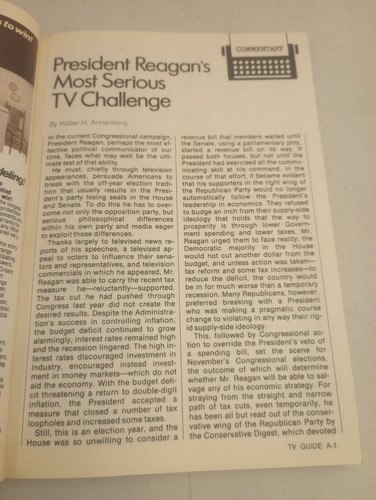 s to win!
COMMENTARY
President Reagan's
Most Serious
TV Challenge
By Walter H. Annenberg
In the current Congressional campaign,
President Reagan, perhaps the most ef-
fective political communicator of our
time, faces what may well be the ulti-
mate test of that ability.
He must, chiefly through television
appearances, persuade Americans to
break with the off-year election tradi-
tion that usually results in the Presi-
dent's party losing seats in the House
and Senate. To do this he has to over-
come not only the opposition party, but
serious philosophical differences
within his own party and media eager
to exploit those differences.
Thanks largely to televised news re-
ports of his speeches, a televised ap-
peal to voters to influence their sena-
tors and representatives, and television
commercials in which he appeared, Mr.
Reagan was able to carry the recent tax
measure he—reluctantly—supported.
The tax cut he had pushed through
Congress last year did not create the
desired results. Despite the Administra-
tion's success in controlling inflation,
the budget deficit continued to grow
alarmingly, interest rates remained high
and the recession lingered. The high in-
terest rates discouraged investment in
industry, encouraged instead invest-
ment in money markets—which do not
aid the economy. With the budget defi-
cit threatening a return to double-digit
inflation, the President accepted a
measure that closed a number of tax
loopholes and increased some taxes.
Still, this is an election year, and the
House was so unwilling to consider a
revenue bill that members waited until
the Senate, using a parliamentary ploy,
started a revenue bill on its way. It
passed both houses, but not until the
President had exercised all the commu-
nicating skill at his command. In the
course of that effort, it became evident
that his supporters in the right wing of
the Republican Party would no longer
automatically follow the President's
leadership in economics. They refused
to budge an inch from their supply-side
ideology that holds that the way to
prosperity is through lower Govern-
ment spending and lower taxes. Mr.
Reagan urged them to face reality: the
Democratic majority in the House
would not cut another dollar from the
budget, and unless action was taken—
tax reform and some tax increases—to
reduce the deficit, the country would
be in for much worse than a temporary
recession. Many Republicans, however,
preferred breaking with a President
who was making a pragmatic course
change to violating in any way their rig-
id supply-side ideology.
This, followed by Congressional ac-
tion to override the President's veto of
a spending bill, set the scene for
November's Congressional elections,
the outcome of which will determine
whether Mr. Reagan will be able to sal-
vage any of his economic strategy. For
straying from the straight and narrow
path of tax cuts, even temporarily, he
has been all but read out of the conser-
vative wing of the Republican Party by
the Conservative Digest, which devoted
TV GUIDE A-1